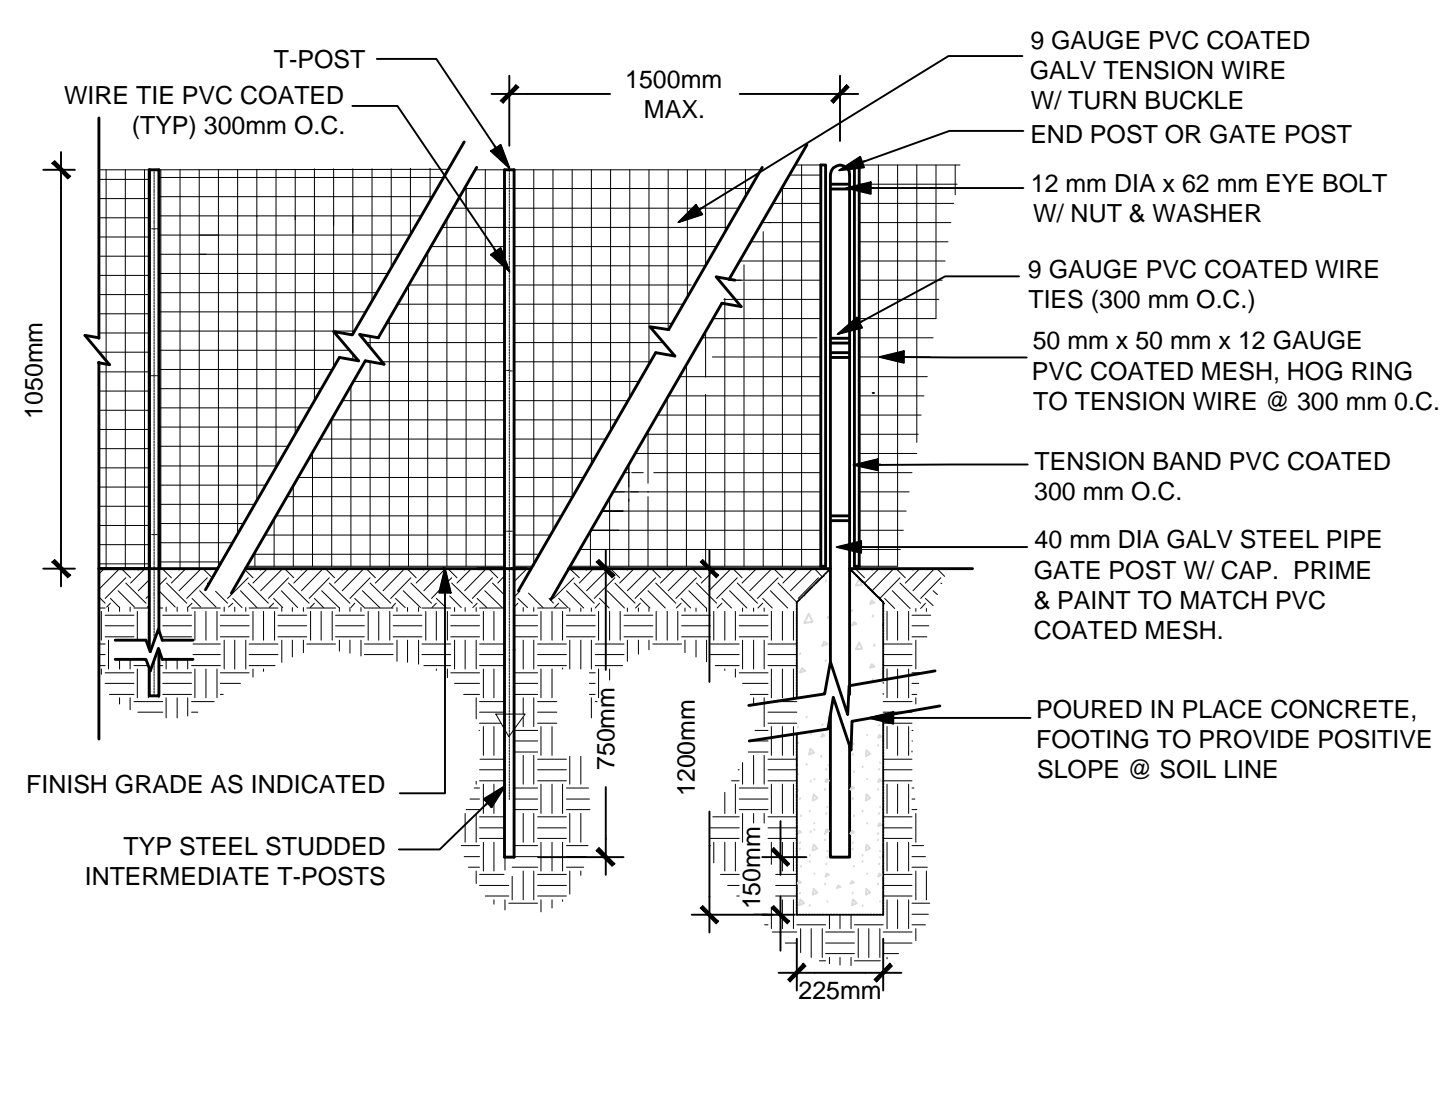 T-POST
WIRE TIE PVC COATED
(TYP) 300mm O.C.
1500mm
MAX.
9 GAUGE PVC COATED
GALV TENSION WIRE
W/ TURN BUCKLE
END POST OR GATE POST
12 mm DIA x 62 mm EYE BOLT
W/ NUT & WASHER
9 GAUGE PVC COATED WIRE
TIES (300 mm O.C.)
50 mm x 50 mm x 12 GAUGE
PVC COATED MESH, HOG RING
TO TENSION WIRE @ 300 mm 0.C.
TENSION BAND PVC COATED
300 mm O.C.
40 mm DIA GALV STEEL PIPE
GATE POST W/ CAP. PRIME
& PAINT TO MATCH PVC
COATED MESH.
POURED IN PLACE CONCRETE,
FOOTING TO PROVIDE POSITIVE
SLOPE @ SOIL LINE
1050mm
750mm
1200mm
150mm
225mm
FINISH GRADE AS INDICATED
TYP STEEL STUDDED
INTERMEDIATE T-POSTS